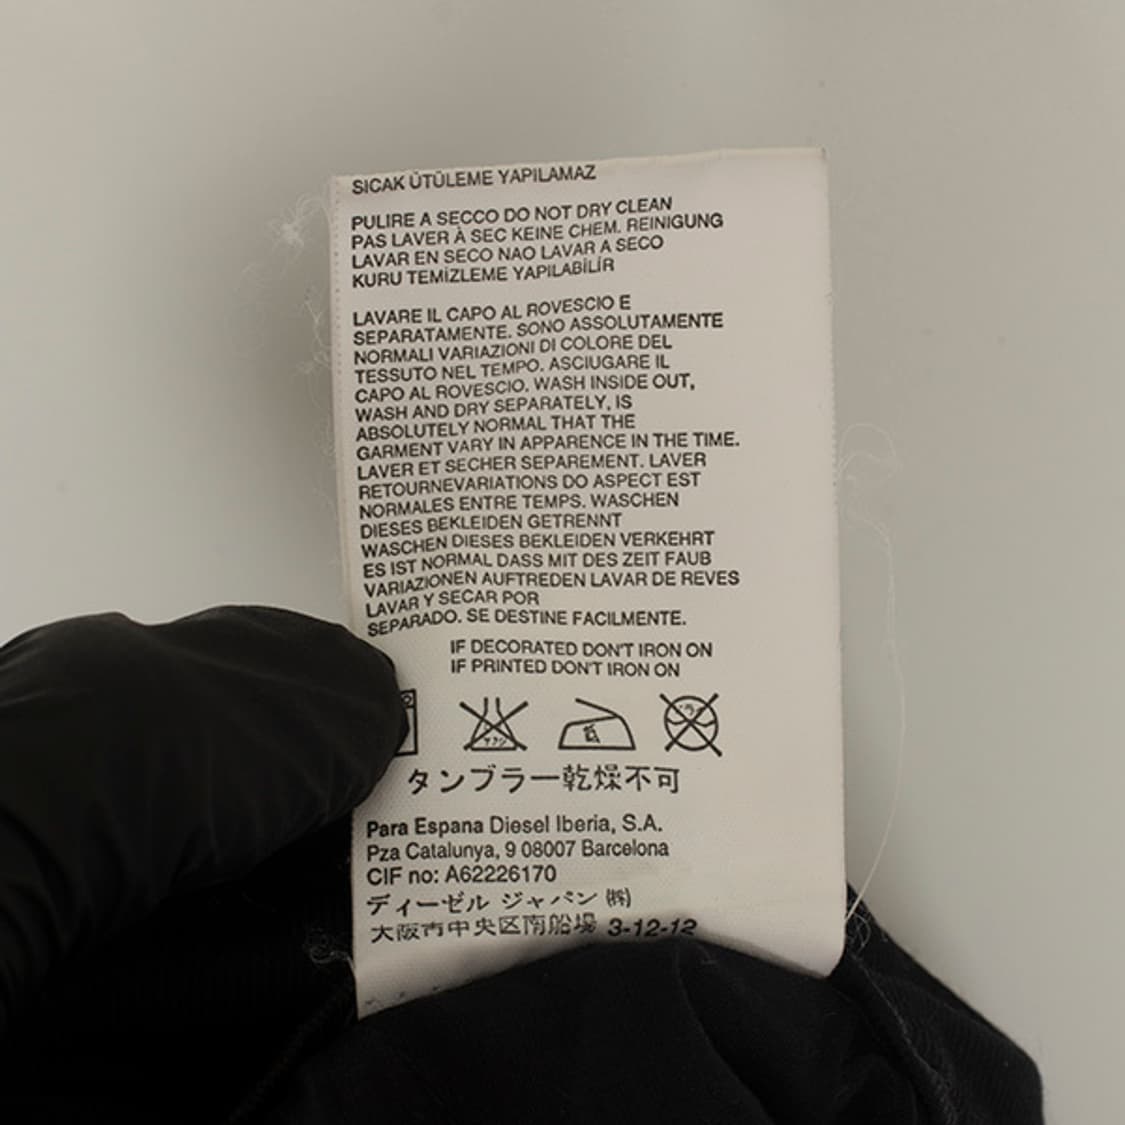 SICAK ÜTÜLEME YAPILAMAZ
PULIRE A SECCO DO NOT DRY CLEAN
PAS LAVER À SEC KEINE CHEM. REINIGUNG
LAVAR EN SECO NAO LAVAR A SECO
KURU TEMİZLEME YAPILABİLİR
LAVARE IL CAPO AL ROVESCIO E
SEPARATAMENTE. SONO ASSOLUTAMENTE
NORMALI VARIAZIONI DI COLORE DEL
TESSUTO NEL TEMPO. ASCIUGARE IL
CAPO AL ROVESCIO. WASH INSIDE OUT,
WASH AND DRY SEPARATELY, IS
ABSOLUTELY NORMAL THAT THE
GARMENT VARY IN APPARENCE IN THE TIME.
LAVER ET SECHER SEPAREMENT. LAVER
RETOURNEVARIATIONS DO ASPECT EST
NORMALES ENTRE TEMPS. WASCHEN
DIESES BEKLEIDEN GETRENNT
WASCHEN DIESES BEKLEIDEN VERKEHRT
ES IST NORMAL DASS MIT DES ZEIT FAUB
VARIAZIONEN AUFTREDEN LAVAR DE REVES
LAVAR Y SECAR POR
SEPARADO. SE DESTINE FACILMENTE.
IF DECORATED DON'T IRON ON
IF PRINTED DON'T IRON ON
タンブラー乾燥不可
Para Espana Diesel Iberia, S.A.
Pza Catalunya, 9 08007 Barcelona
CIF no: A62226170
ディーゼル ジャパン ㈱
大阪市中央区南船場 3-12-12